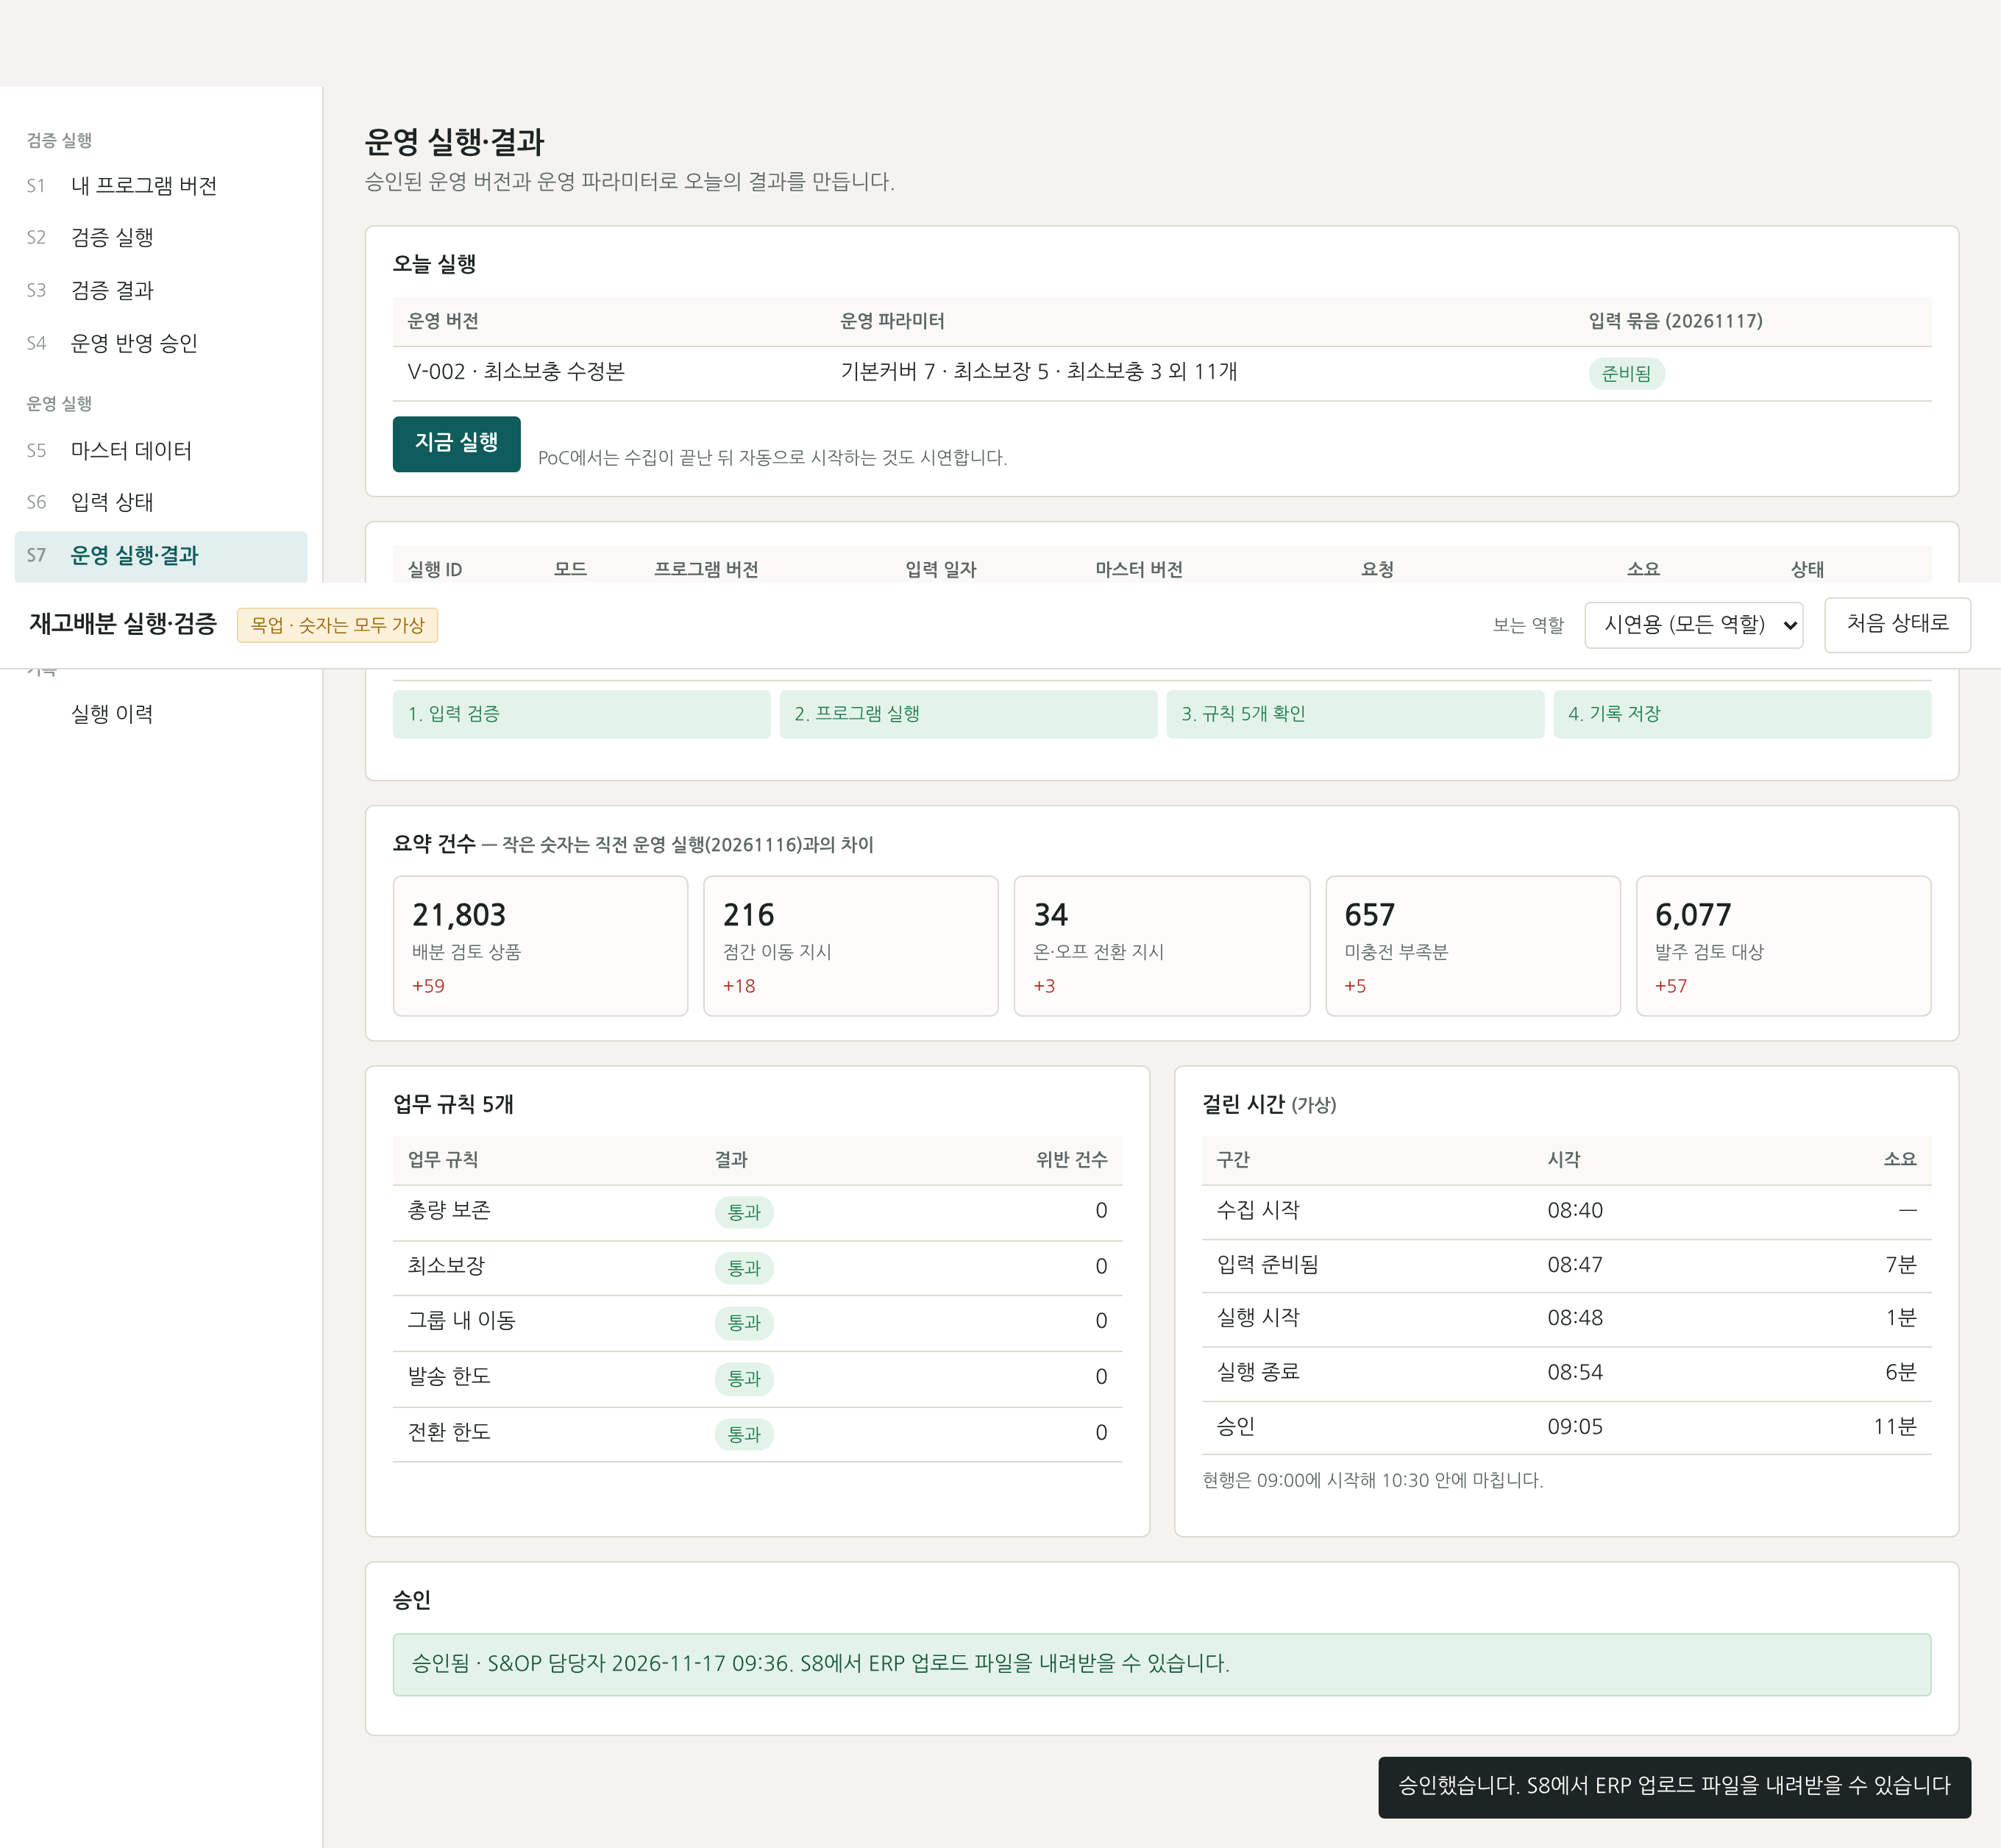 검증 실행
S1 내 프로그램 버전
S2 검증 실행
S3 검증 결과
S4 운영 반영 승인
운영 실행
S5 마스터 데이터
S6 입력 상태
S7 운영 실행·결과
실행 이력
운영 실행·결과
승인된 운영 버전과 운영 파라미터로 오늘의 결과를 만듭니다.
오늘 실행
운영 버전 운영 파라미터 입력 묶음 (20261117)
V-002 · 최소보충 수정본 기본커버 7 · 최소보장 5 · 최소보충 3 외 11개 준비됨
지금 실행 PoC에서는 수집이 끝난 뒤 자동으로 시작하는 것도 시연합니다.
실행 ID 모드 프로그램 버전 입력 일자 마스터 버전 요청 소요 상태
재고배분 실행·검증 목업 · 숫자는 모두 가상 보는 역할 시연용 (모든 역할) 처음 상태로
1. 입력 검증 2. 프로그램 실행 3. 규칙 5개 확인 4. 기록 저장
요약 건수 — 작은 숫자는 직전 운영 실행(20261116)과의 차이
21,803 216 34 657 6,077
배분 검토 상품 점간 이동 지시 온·오프 전환 지시 미충전 부족분 발주 검토 대상
+59 +18 +3 +5 +57
업무 규칙 5개
업무 규칙 결과 위반 건수
총량 보존 통과 0
최소보장 통과 0
그룹 내 이동 통과 0
발송 한도 통과 0
전환 한도 통과 0
걸린 시간 (가상)
구간 시각 소요
수집 시작 08:40 —
입력 준비됨 08:47 7분
실행 시작 08:48 1분
실행 종료 08:54 6분
승인 09:05 11분
현행은 09:00에 시작해 10:30 안에 마칩니다.
승인
승인됨 · S&OP 담당자 2026-11-17 09:36. S8에서 ERP 업로드 파일을 내려받을 수 있습니다.
승인했습니다. S8에서 ERP 업로드 파일을 내려받을 수 있습니다